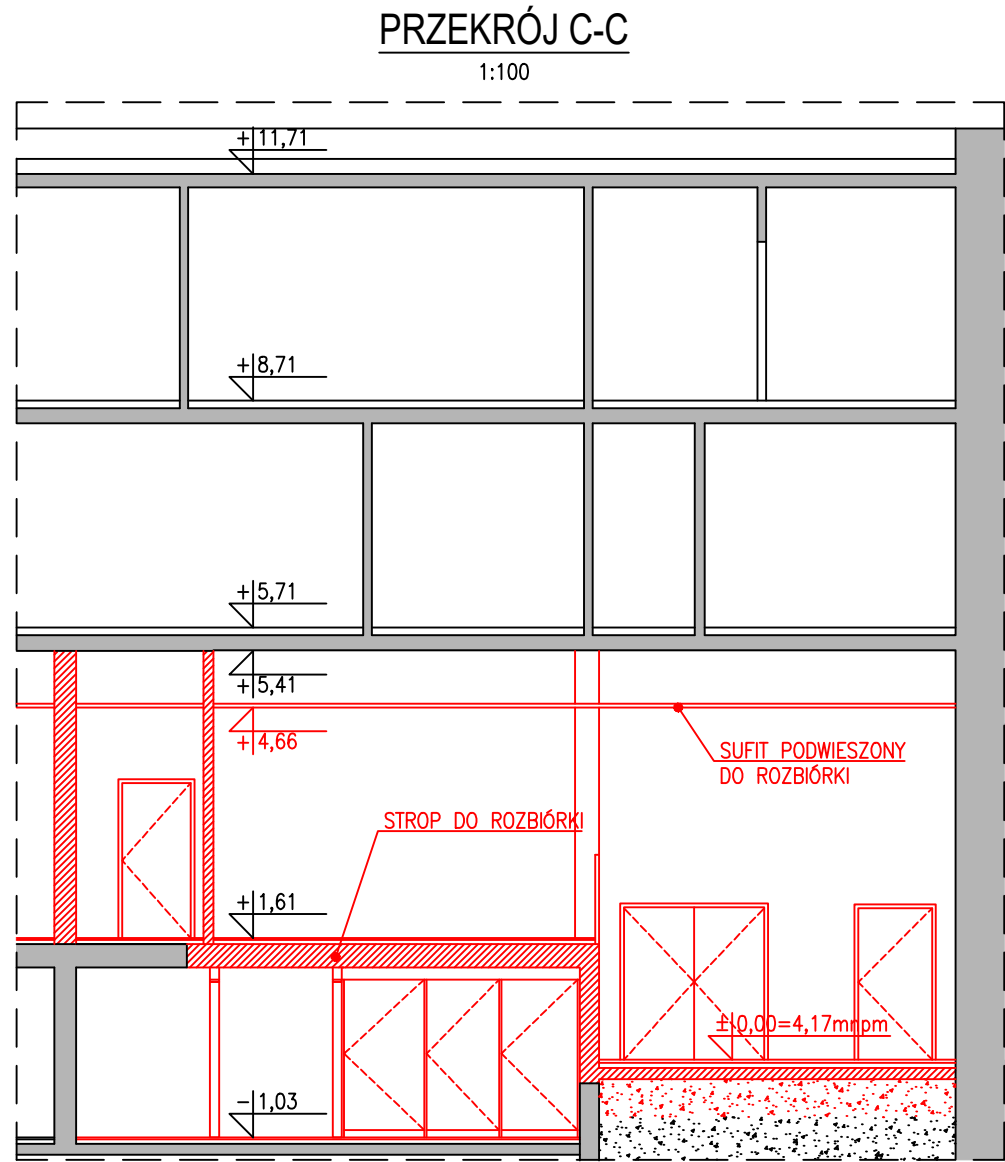 PRZEKRÓJ C-C
1:100
+11,71
+8,71
+5,71
+5,41
+4,66
SUFIT PODWIESZONY
DO ROZBIÓRKI
STROP DO ROZBIÓRKI
+1,61
±0,00=4,17mnpm
-1,03